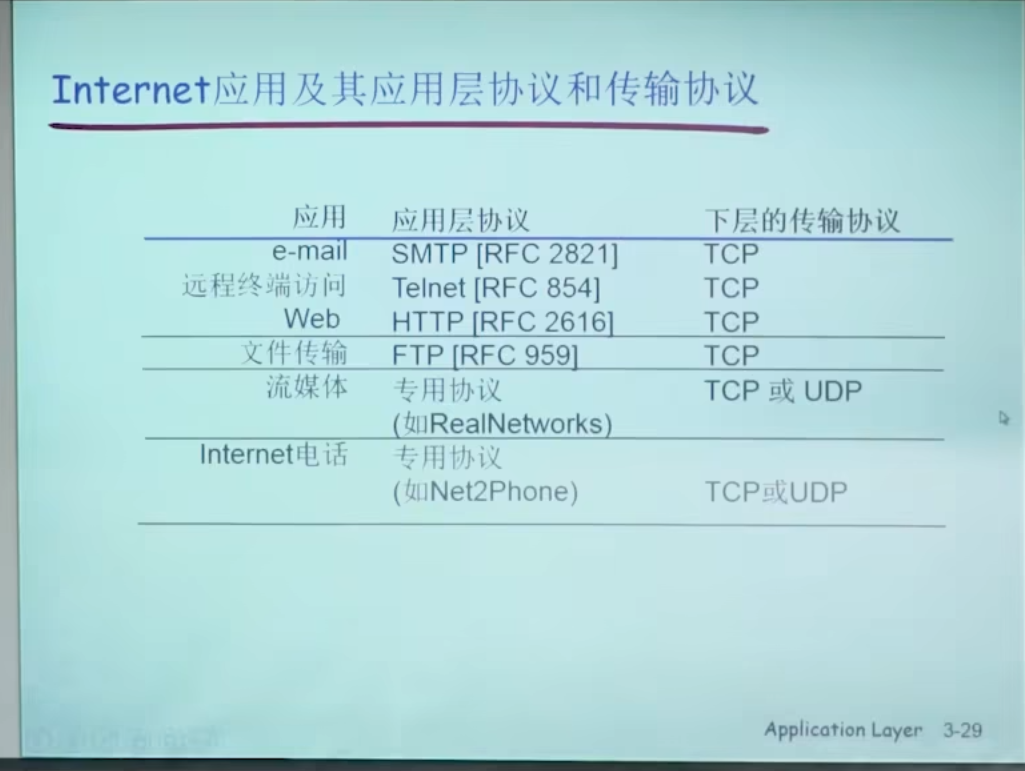 Internet应用及其应用层协议和传输协议
应用 应用层协议 下层的传输协议
e-mail SMTP [RFC 2821] TCP
远程终端访问 Telnet [RFC 854] TCP
Web HTTP [RFC 2616] TCP
文件传输 FTP [RFC 959] TCP
流媒体 专用协议 TCP 或 UDP
(如RealNetworks)
Internet电话 专用协议
(如Net2Phone) TCP或UDP
Application Layer 3-29